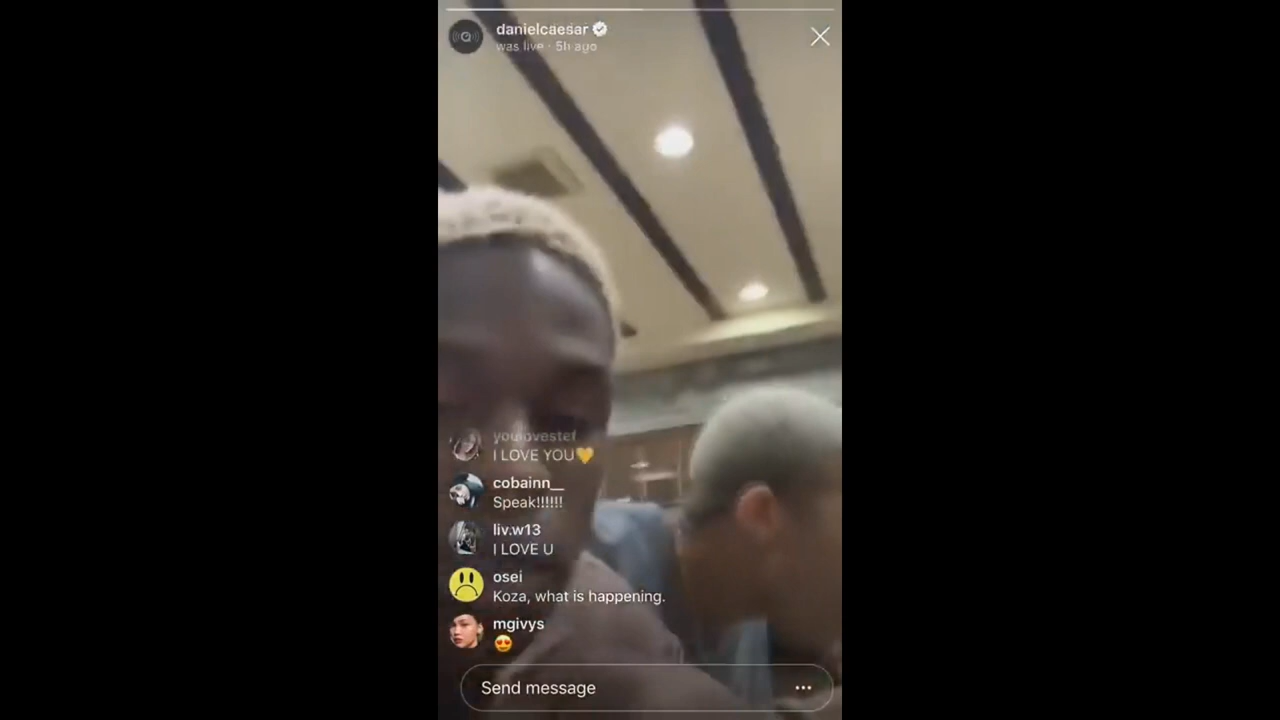 danielcaesar
was live · 5h ago
youlovestef
I LOVE YOU💛
cobainn__
Speak!!!!!!
liv.w13
I LOVE U
osei
Koza, what is happening.
mgivys
😍
Send message